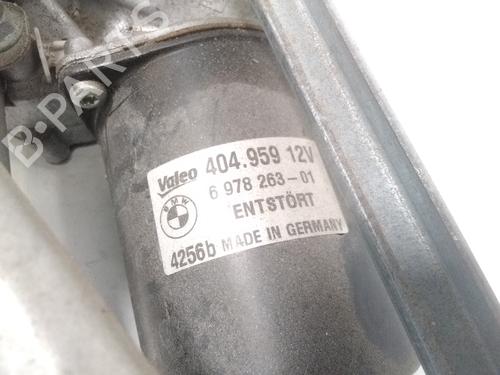 Valeo 404.959 12V
BMW 6 978 263-01
ENTSTÖRT
4256b MADE IN GERMANY
B-PARTS